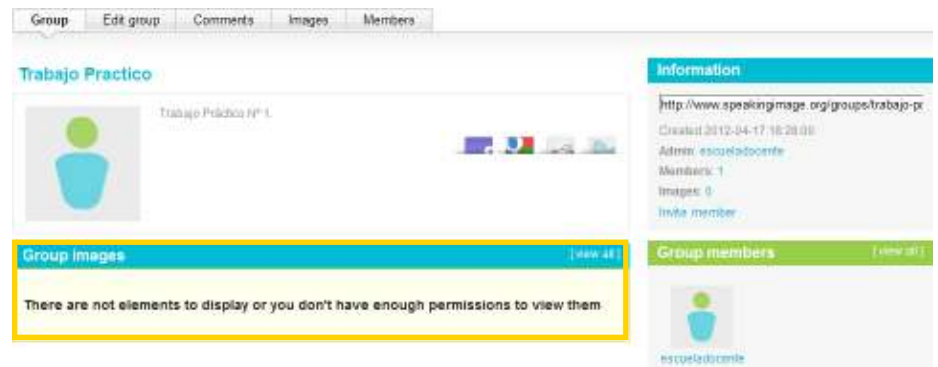 Group Edit group Comments Images Members
Trabajo Practico
Trabajo Práctico Nº 1.
Information
http://www.speakingimage.org/groups/trabajo-pr
Created 2012-04-17 18:28:00
Admin: escueladocente
Members: 1
Images: 0
Invite member
Group images [view all]
There are not elements to display or you don't have enough permissions to view them
Group members [view all]
escueladocente